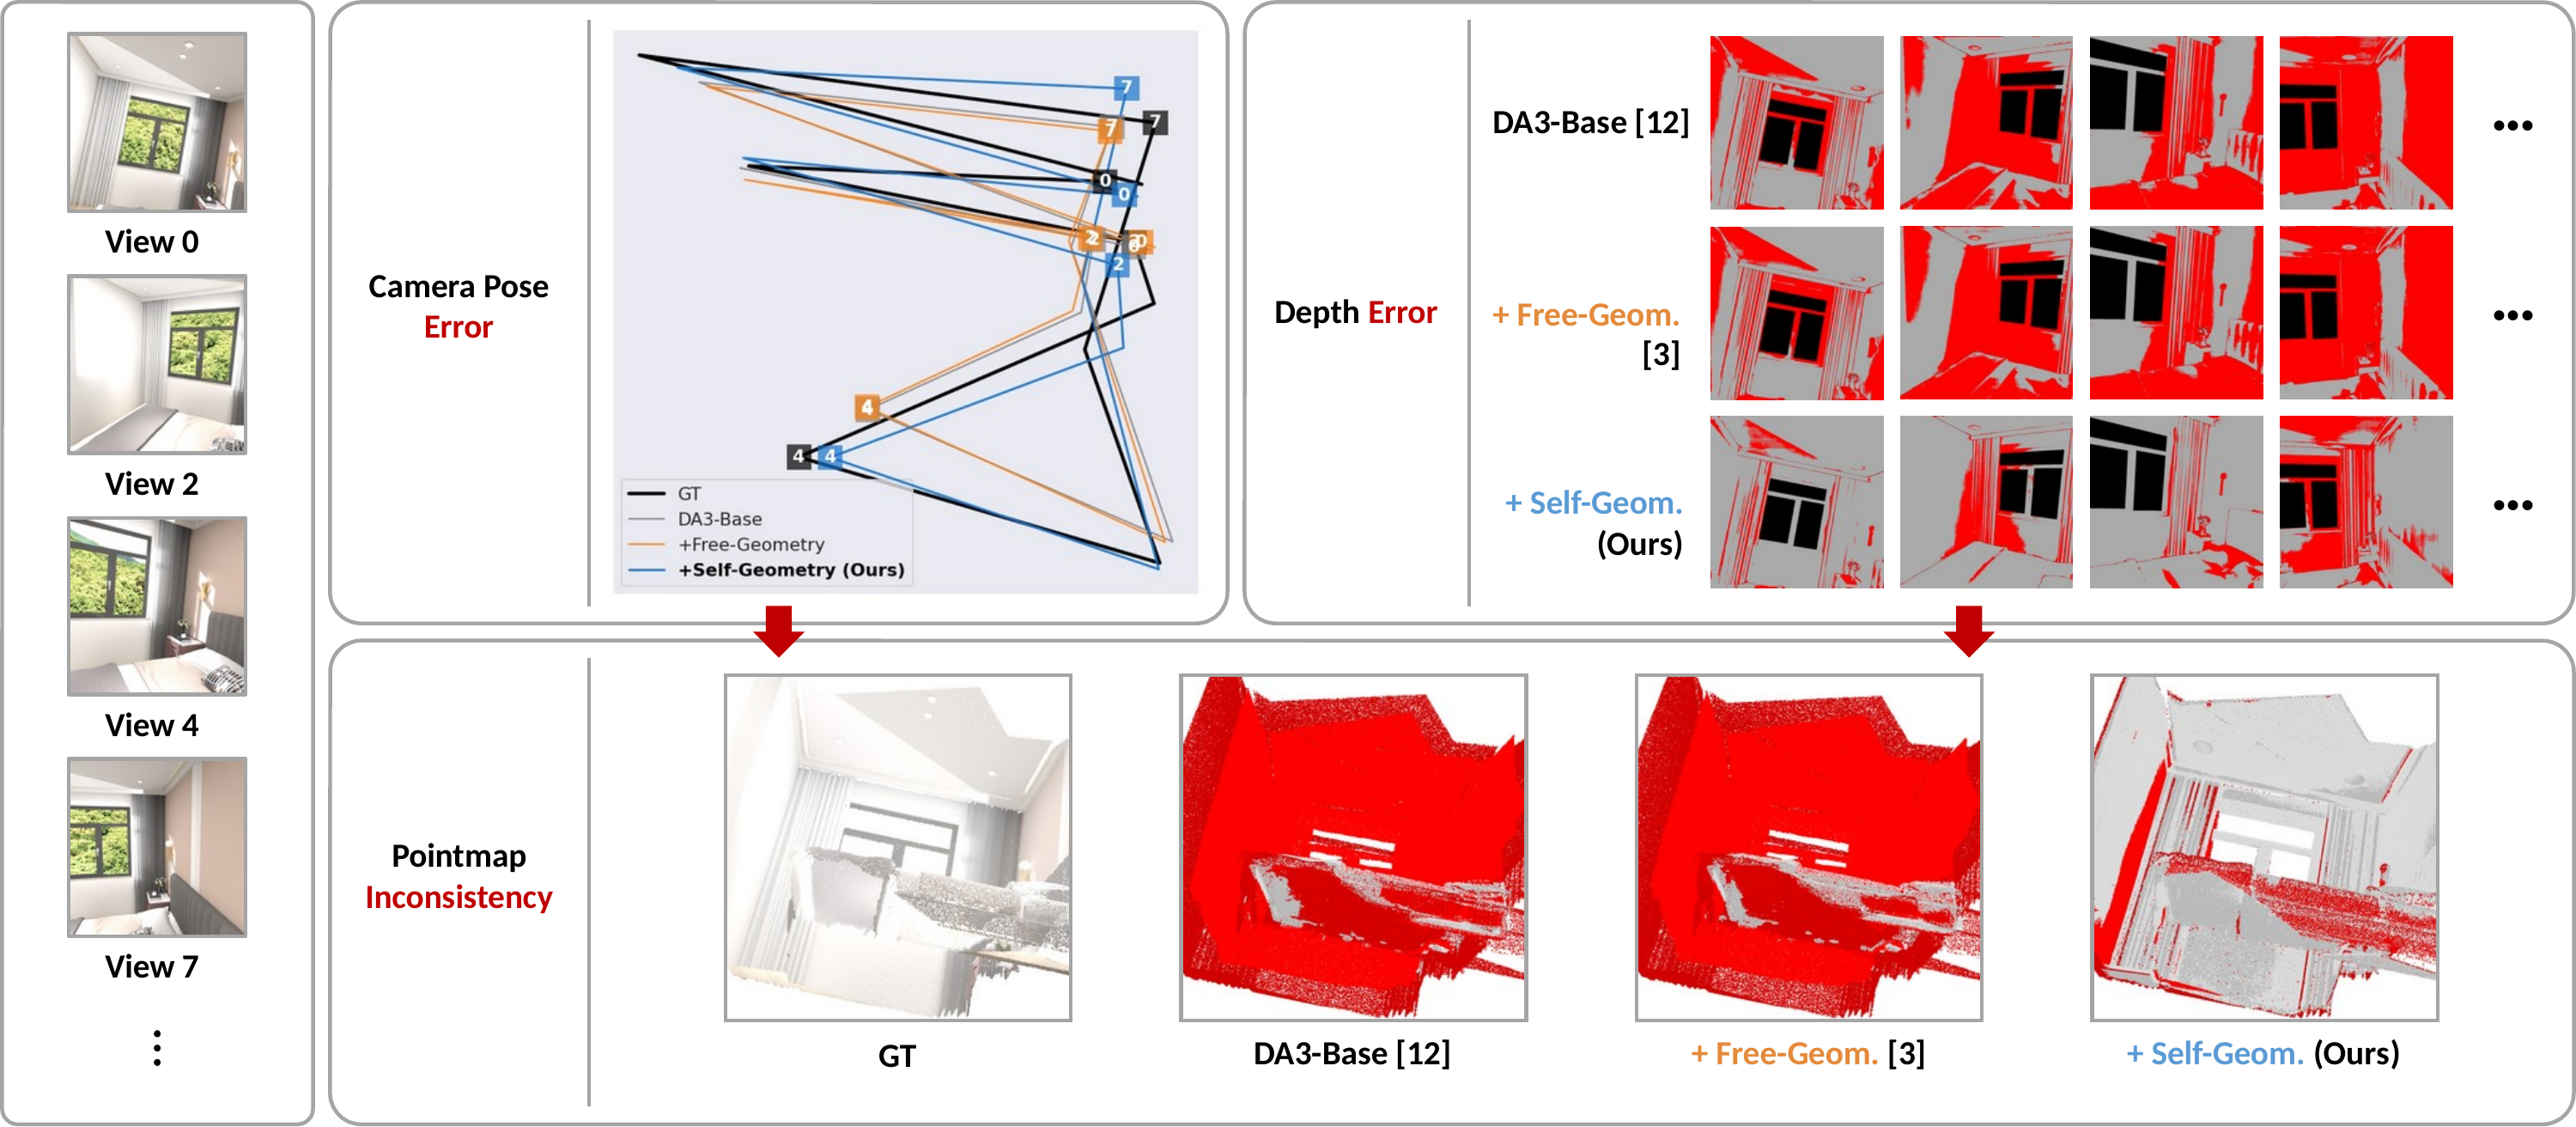 View 0
View 2
View 4
View 7
Camera Pose
Error
7
7
7
0
0
2
0
2
4
4
4
GT
DA3-Base
+Free-Geometry
+Self-Geometry (Ours)
Depth Error
DA3-Base [12]
+ Free-Geom.
[3]
+ Self-Geom.
(Ours)
Pointmap
Inconsistency
GT
DA3-Base [12]
+ Free-Geom. [3]
+ Self-Geom. (Ours)